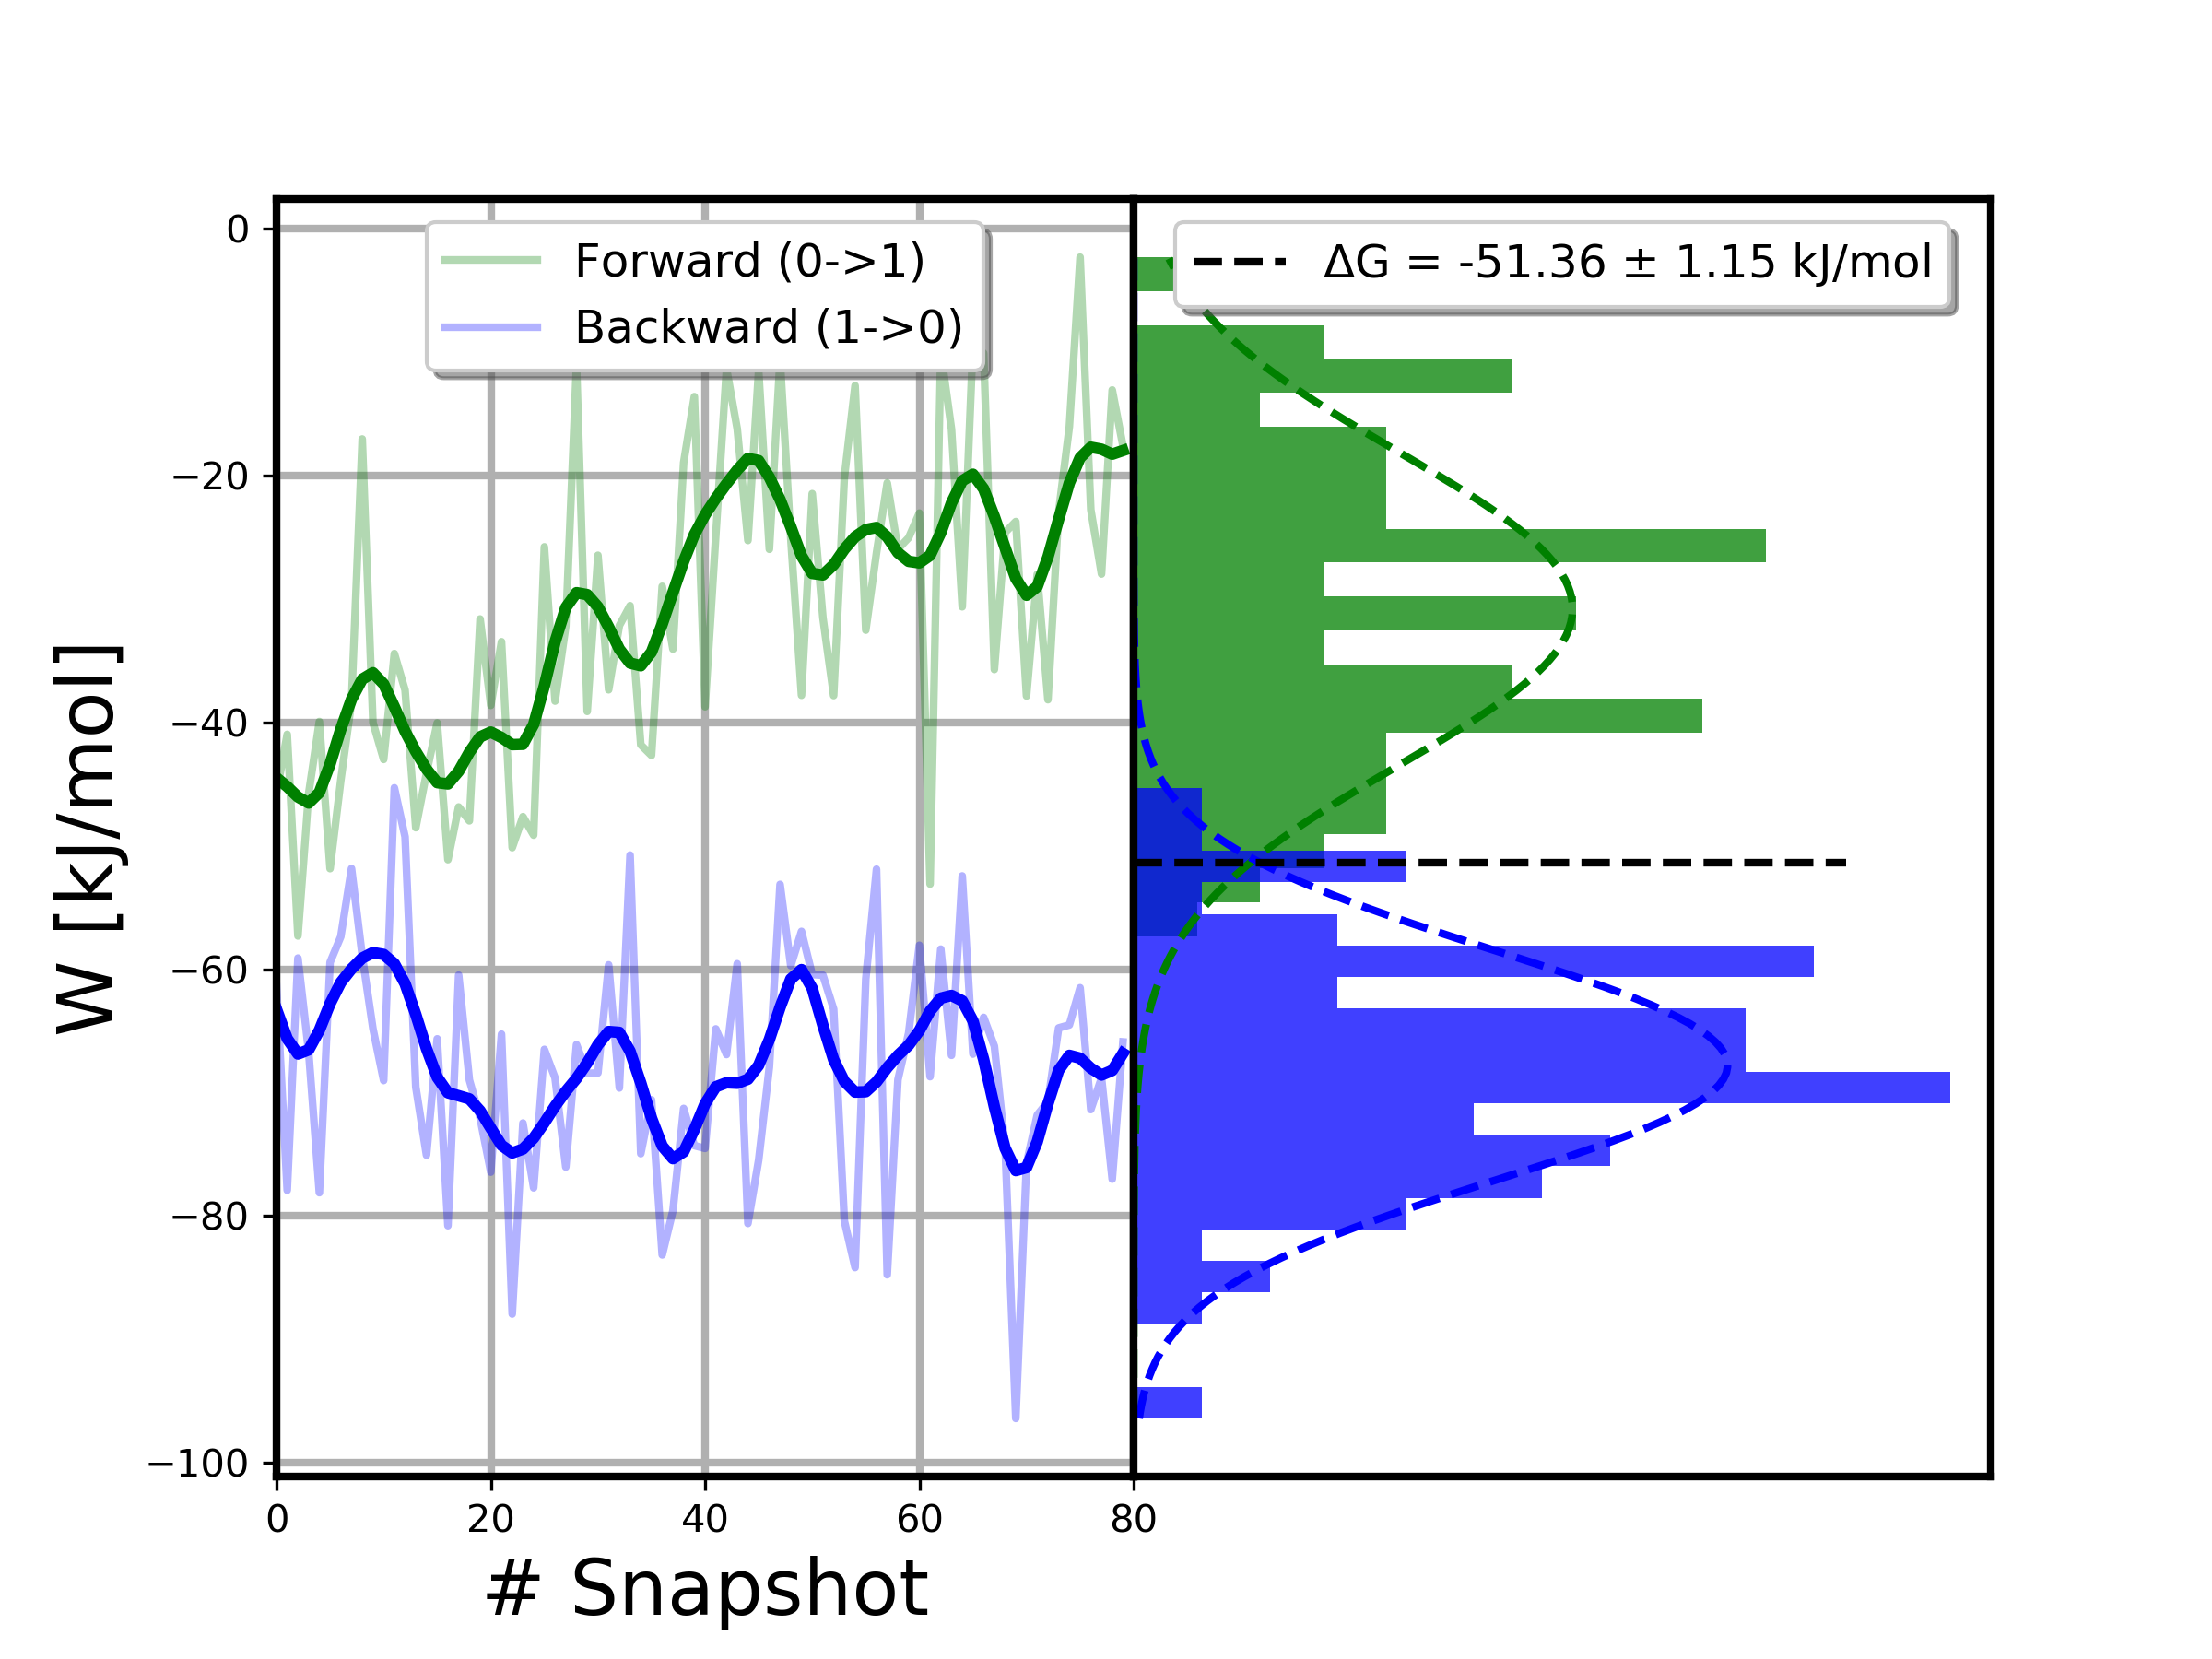 Forward (0->1)
Backward (1->0)
ΔG = -51.36 ± 1.15 kJ/mol
W [kJ/mol]
0
−20
−40
−60
−80
−100
0 20 40 60 80
# Snapshot